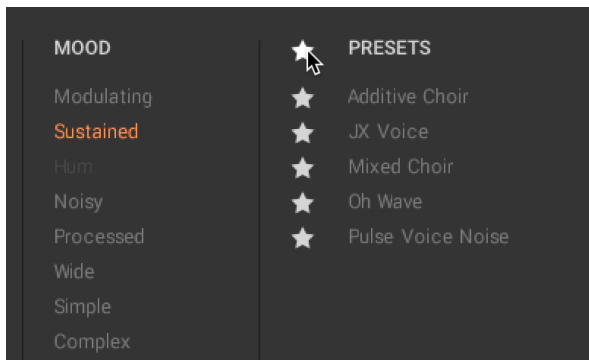 MOOD
Modulating
Sustained
Hum
Noisy
Processed
Wide
Simple
Complex
PRESETS
Additive Choir
JX Voice
Mixed Choir
Oh Wave
Pulse Voice Noise